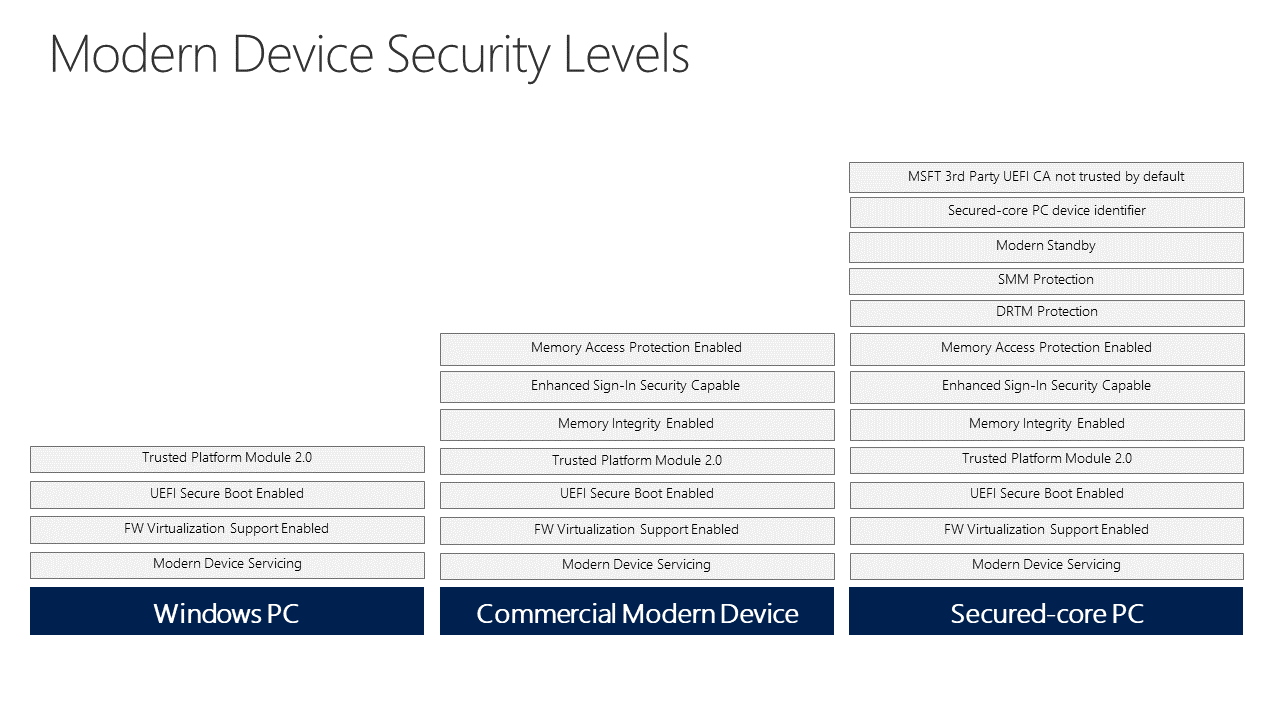 Modern Device Security Levels
Trusted Platform Module 2.0
UEFI Secure Boot Enabled
FW Virtualization Support Enabled
Modern Device Servicing
Windows PC
Memory Access Protection Enabled
Enhanced Sign-In Security Capable
Memory Integrity Enabled
Trusted Platform Module 2.0
UEFI Secure Boot Enabled
FW Virtualization Support Enabled
Modern Device Servicing
Commercial Modern Device
MSFT 3rd Party UEFI CA not trusted by default
Secured-core PC device identifier
Modern Standby
SMM Protection
DRTM Protection
Memory Access Protection Enabled
Enhanced Sign-In Security Capable
Memory Integrity Enabled
Trusted Platform Module 2.0
UEFI Secure Boot Enabled
FW Virtualization Support Enabled
Modern Device Servicing
Secured-core PC